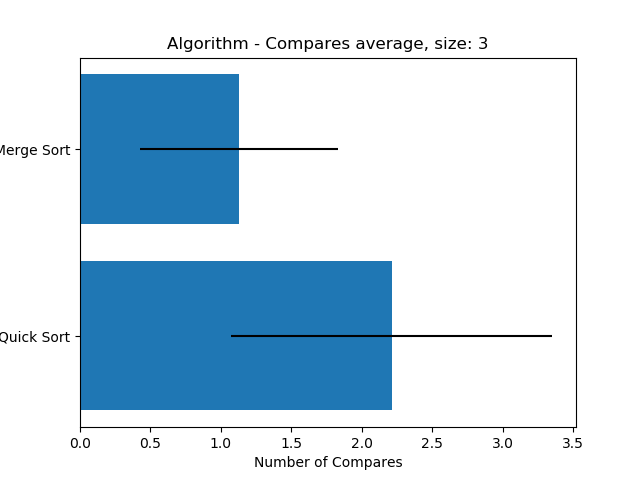 Algorithm - Compares average, size: 3
Merge Sort
Quick Sort
0.0 0.5 1.0 1.5 2.0 2.5 3.0 3.5
Number of Compares